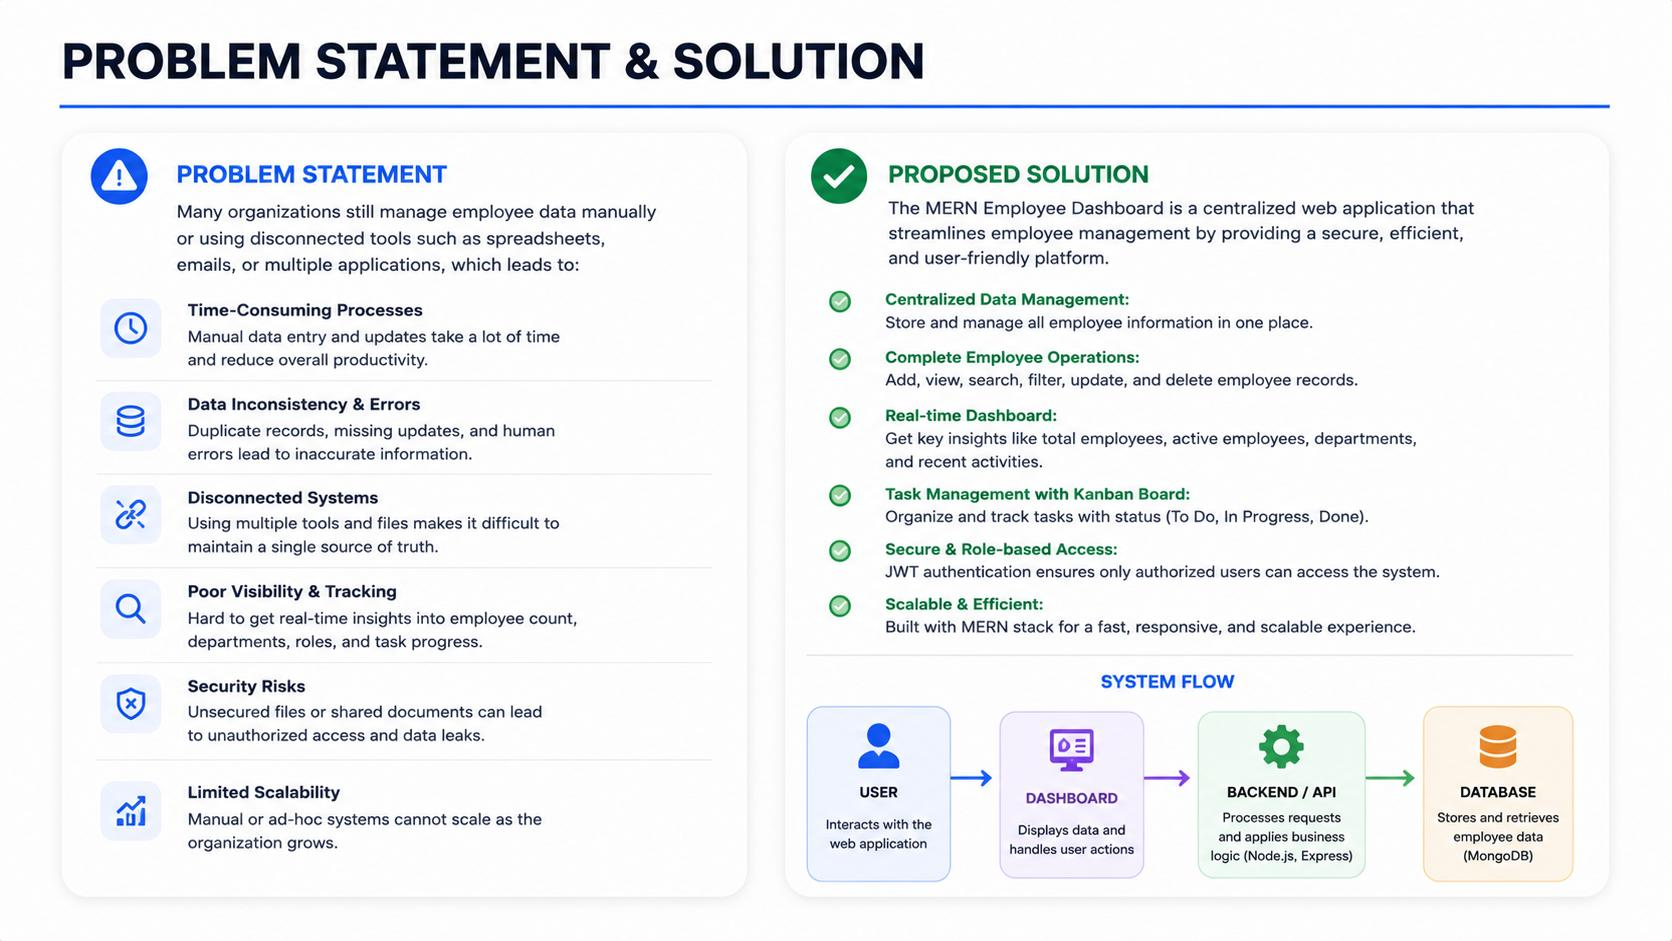 PROBLEM STATEMENT & SOLUTION
PROBLEM STATEMENT
Many organizations still manage employee data manually
or using disconnected tools such as spreadsheets,
emails, or multiple applications, which leads to:
Time-Consuming Processes
Manual data entry and updates take a lot of time
and reduce overall productivity.
Data Inconsistency & Errors
Duplicate records, missing updates, and human
errors lead to inaccurate information.
Disconnected Systems
Using multiple tools and files makes it difficult to
maintain a single source of truth.
Poor Visibility & Tracking
Hard to get real-time insights into employee count,
departments, roles, and task progress.
Security Risks
Unsecured files or shared documents can lead
to unauthorized access and data leaks.
Limited Scalability
Manual or ad-hoc systems cannot scale as the
organization grows.
PROPOSED SOLUTION
The MERN Employee Dashboard is a centralized web application that
streamlines employee management by providing a secure, efficient,
and user-friendly platform.
Centralized Data Management:
Store and manage all employee information in one place.
Complete Employee Operations:
Add, view, search, filter, update, and delete employee records.
Real-time Dashboard:
Get key insights like total employees, active employees, departments,
and recent activities.
Task Management with Kanban Board:
Organize and track tasks with status (To Do, In Progress, Done).
Secure & Role-based Access:
JWT authentication ensures only authorized users can access the system.
Scalable & Efficient:
Built with MERN stack for a fast, responsive, and scalable experience.
SYSTEM FLOW
USER
Interacts with the
web application
DASHBOARD
Displays data and
handles user actions
BACKEND / API
Processes requests
and applies business
logic (Node.js, Express)
DATABASE
Stores and retrieves
employee data
(MongoDB)